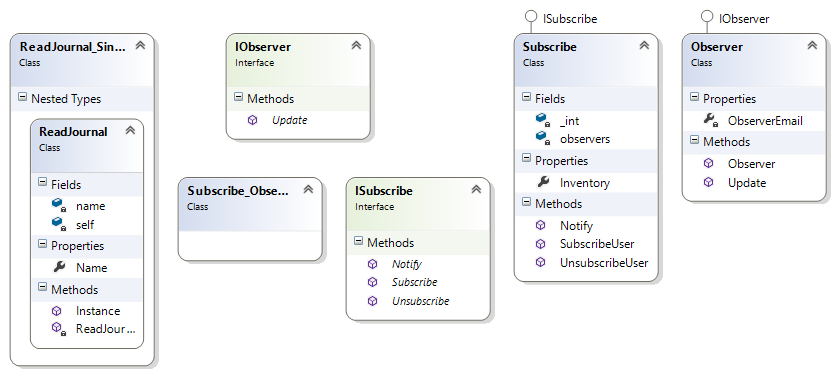 ReadJournal_Sin...
Class
Nested Types
ReadJournal
Class
Fields
name
self
Properties
Name
Methods
Instance
ReadJour...
IObserver
Interface
Methods
Update
Subscribe_Obse...
Class
ISubscribe
Interface
Methods
Notify
Subscribe
Unsubscribe
ISubscribe
Subscribe
Class
Fields
_int
observers
Properties
Inventory
Methods
Notify
SubscribeUser
UnsubscribeUser
IObserver
Observer
Class
Properties
ObserverEmail
Methods
Observer
Update